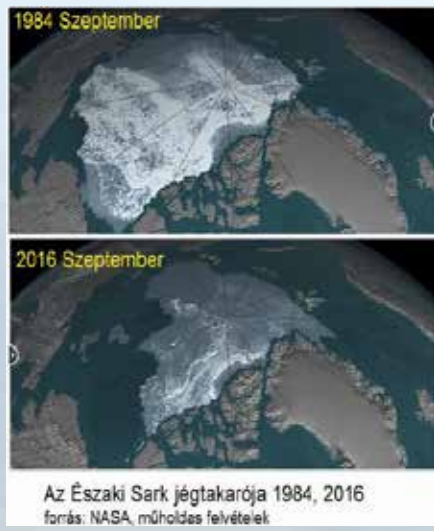 1984 Szeptember
2016 Szeptember
Az Északi Sark jégtakarója 1984, 2016
forrás: NASA, műholdas felvételek